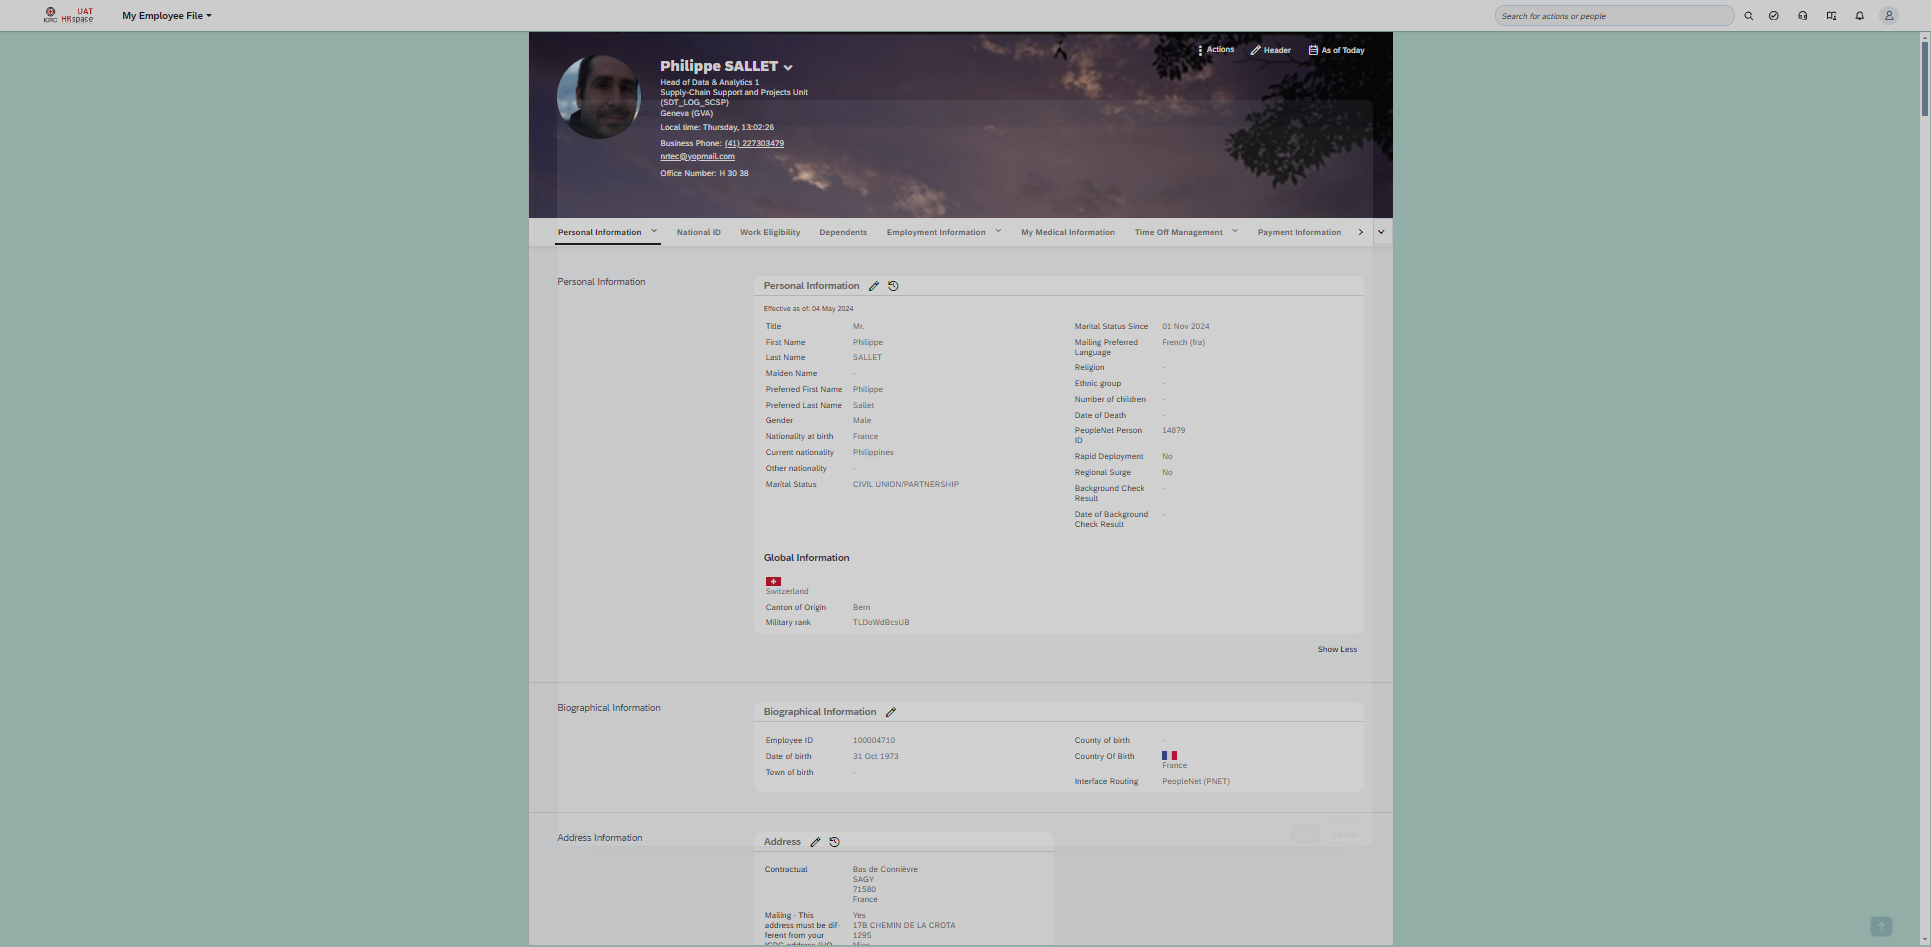 ICRC UAT HRspace
My Employee File
Search for actions or people
Actions
Header
As of Today
Philippe SALLET
Head of Data & Analytics 1
Supply-Chain Support and Projects Unit
(SDT_LOG_SCSP)
Geneva (GVA)
Local time: Thursday, 13:02:26
Business Phone: (41) 227303479
nrtec@yopmail.com
Office Number: H 30 38
Personal Information
National ID
Work Eligibility
Dependents
Employment Information
My Medical Information
Time Off Management
Payment Information
Personal Information
Personal Information
Effective as of: 04 May 2024
Title Mr.
First Name Philippe
Last Name SALLET
Maiden Name -
Preferred First Name Philippe
Preferred Last Name Sallet
Gender Male
Nationality at birth France
Current nationality Philippines
Other nationality -
Marital Status CIVIL UNION/PARTNERSHIP
Marital Status Since 01 Nov 2024
Mailing Preferred French (fra)
Language
Religion -
Ethnic group -
Number of children -
Date of Death -
PeopleNet Person 14879
ID
Rapid Deployment No
Regional Surge No
Background Check -
Result
Date of Background -
Check Result
Global Information
Switzerland
Canton of Origin Bern
Military rank TLDoWdBcsUB
Show Less
Biographical Information
Biographical Information
Employee ID 100004710
Date of birth 31 Oct 1973
Town of birth -
County of birth -
Country Of Birth
France
Interface Routing PeopleNet (PNET)
Address Information
Address
Cancel
Contractual Bas de Connièvre
SAGY
71580
France
Mailing - This Yes
address must be dif- 17B CHEMIN DE LA CROTA
ferent from your 1295